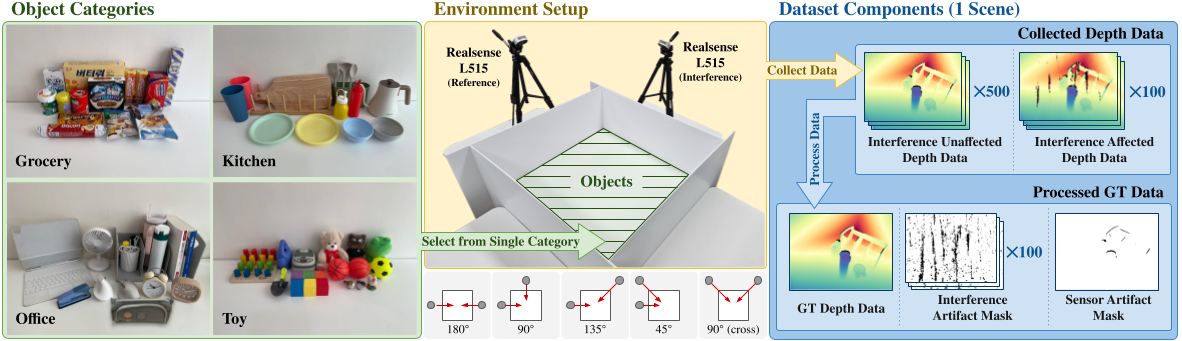 Object Categories
Grocery
Kitchen
Office
Toy
Environment Setup
Realsense
L515
(Reference)
Realsense
L515
(Interference)
Objects
Select from Single Category
180°
90°
135°
45°
90° (cross)
Dataset Components (1 Scene)
Collect Data
Collected Depth Data
×500
×100
Interference Unaffected
Depth Data
Interference Affected
Depth Data
Process Data
Processed GT Data
×100
GT Depth Data
Interference
Artifact Mask
Sensor Artifact
Mask